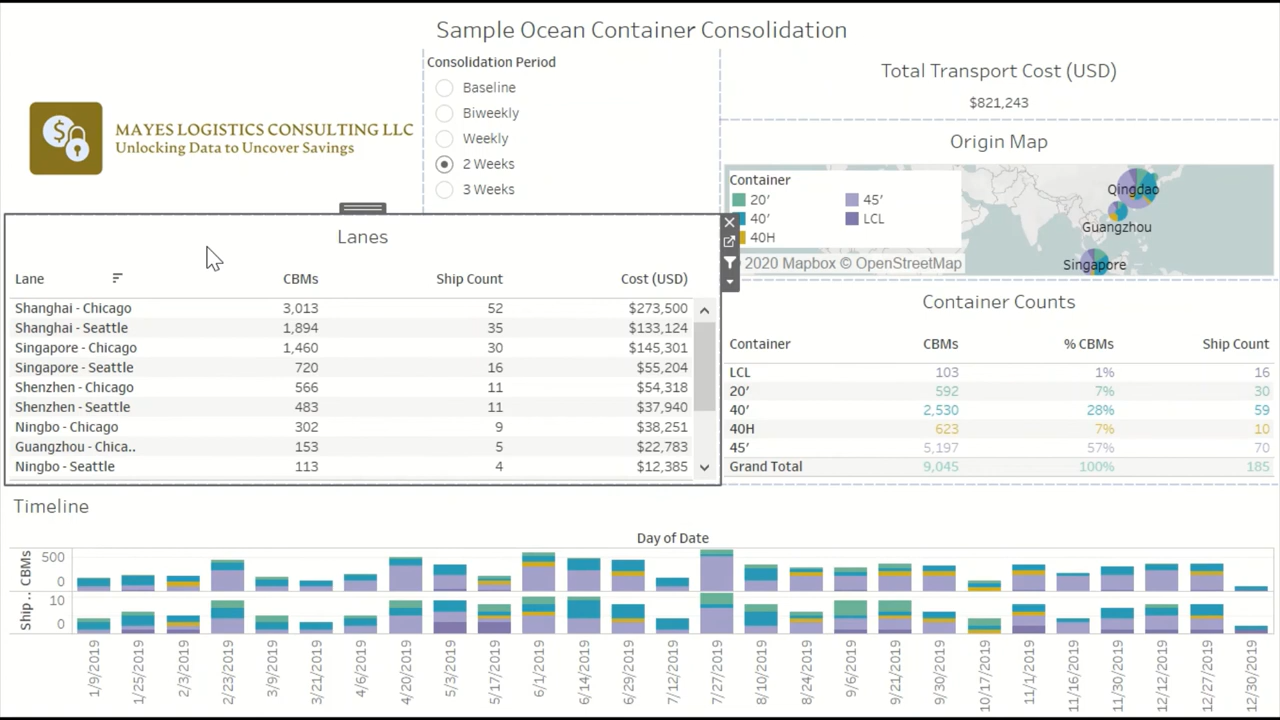 Sample Ocean Container Consolidation
MAYES LOGISTICS CONSULTING LLC
Unlocking Data to Uncover Savings
Consolidation Period
Baseline
Biweekly
Weekly
2 Weeks
3 Weeks
Total Transport Cost (USD)
$821,243
Origin Map
Container
20'
40'
40H
45'
LCL
Qingdao
Guangzhou
Singapore
2020 Mapbox © OpenStreetMap
Lanes
Lane CBMs Ship Count Cost (USD)
Shanghai - Chicago 3,013 52 $273,500
Shanghai - Seattle 1,894 35 $133,124
Singapore - Chicago 1,460 30 $145,301
Singapore - Seattle 720 16 $55,204
Shenzhen - Chicago 566 11 $54,318
Shenzhen - Seattle 483 11 $37,940
Ningbo - Chicago 302 9 $38,251
Guangzhou - Chica.. 153 5 $22,783
Ningbo - Seattle 113 4 $12,385
Container Counts
Container CBMs % CBMs Ship Count
LCL 103 1% 16
20' 592 7% 30
40' 2,530 28% 59
40H 623 7% 10
45' 5,197 57% 70
Grand Total 9,045 100% 185
Timeline
Day of Date
CBMs
500
0
Ship ..
10
0
1/9/2019
1/25/2019
2/3/2019
2/23/2019
3/9/2019
3/21/2019
4/6/2019
4/20/2019
5/3/2019
5/17/2019
6/1/2019
6/14/2019
6/29/2019
7/12/2019
7/27/2019
8/10/2019
8/24/2019
9/6/2019
9/21/2019
9/30/2019
10/17/2019
11/1/2019
11/16/2019
11/30/2019
12/12/2019
12/27/2019
12/30/2019